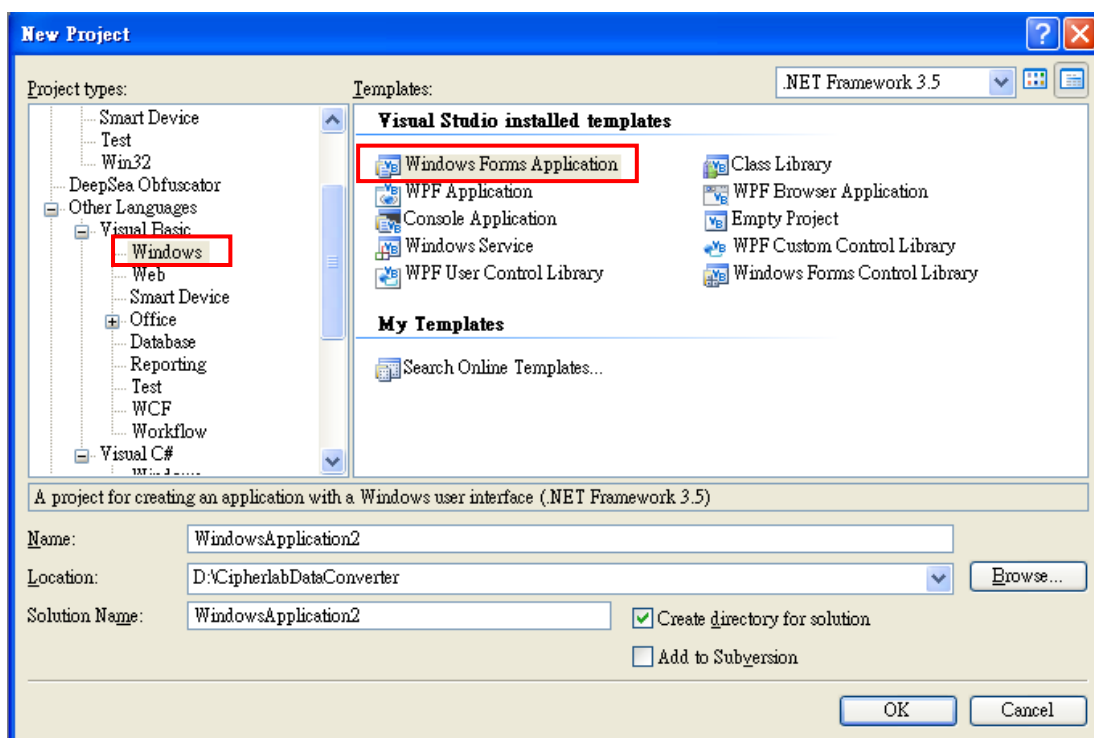 New Project
Project types:
Templates:
.NET Framework 3.5
Smart Device
Test
Win32
DeepSea Obfuscator
Other Languages
Visual Basic
Windows
Web
Smart Device
Office
Database
Reporting
Test
WCF
Workflow
Visual C#
Visual Studio installed templates
Windows Forms Application
WPF Application
Console Application
Windows Service
WPF User Control Library
Class Library
WPF Browser Application
Empty Project
WPF Custom Control Library
Windows Forms Control Library
My Templates
Search Online Templates...
A project for creating an application with a Windows user interface (.NET Framework 3.5)
Name:
WindowsApplication2
Location:
D:\CipherlabDataConverter
Browse...
Solution Name:
WindowsApplication2
Create directory for solution
Add to Subversion
OK
Cancel